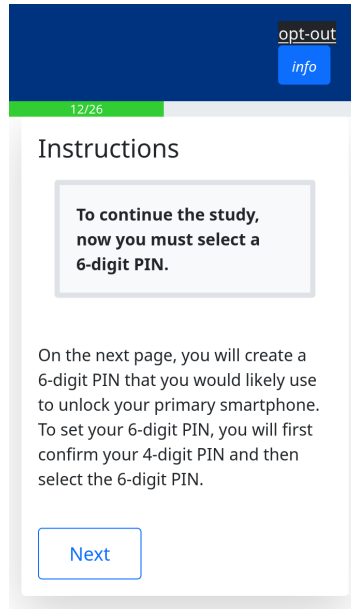 opt-out
info
12/26
Instructions
To continue the study,
now you must select a
6-digit PIN.
On the next page, you will create a
6-digit PIN that you would likely use
to unlock your primary smartphone.
To set your 6-digit PIN, you will first
confirm your 4-digit PIN and then
select the 6-digit PIN.
Next